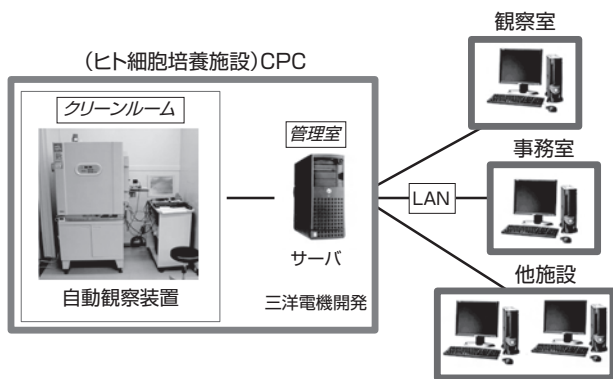 (ヒト細胞培養施設)CPC
クリーンルーム
自動観察装置
管理室
サーバ
三洋電機開発
LAN
観察室
事務室
他施設